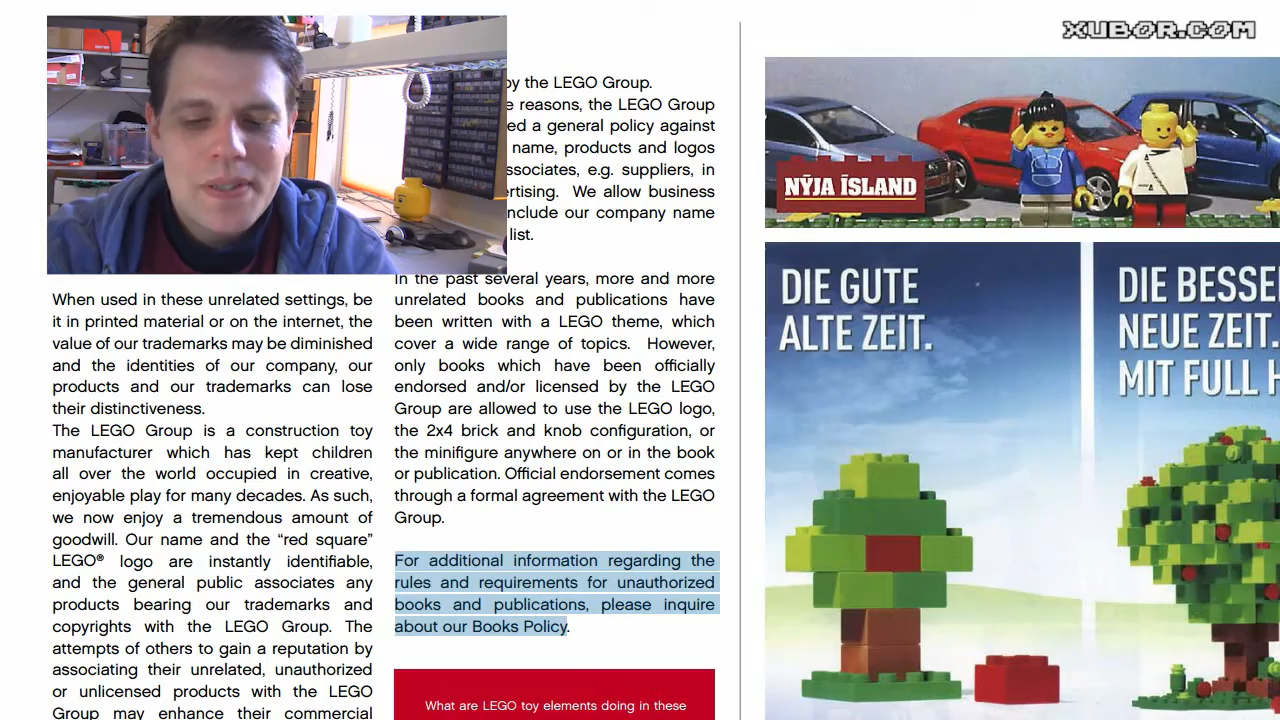 XUBOR.COM
When used in these unrelated settings, be
it in printed material or on the internet, the
value of our trademarks may be diminished
and the identities of our company, our
products and our trademarks can lose
their distinctiveness.
The LEGO Group is a construction toy
manufacturer which has kept children
all over the world occupied in creative,
enjoyable play for many decades. As such,
we now enjoy a tremendous amount of
goodwill. Our name and the “red square”
LEGO® logo are instantly identifiable,
and the general public associates any
products bearing our trademarks and
copyrights with the LEGO Group. The
attempts of others to gain a reputation by
associating their unrelated, unauthorized
or unlicensed products with the LEGO
Group may enhance their commercial
by the LEGO Group.
e reasons, the LEGO Group
ed a general policy against
name, products and logos
ssociates, e.g. suppliers, in
ertising. We allow business
nclude our company name
list.
In the past several years, more and more
unrelated books and publications have
been written with a LEGO theme, which
cover a wide range of topics. However,
only books which have been officially
endorsed and/or licensed by the LEGO
Group are allowed to use the LEGO logo,
the 2x4 brick and knob configuration, or
the minifigure anywhere on or in the book
or publication. Official endorsement comes
through a formal agreement with the LEGO
Group.
For additional information regarding the
rules and requirements for unauthorized
books and publications, please inquire
about our Books Policy.
What are LEGO toy elements doing in these
NÝJA ÍSLAND
DIE GUTE
ALTE ZEIT.
DIE BESSE
NEUE ZEIT.
MIT FULL H